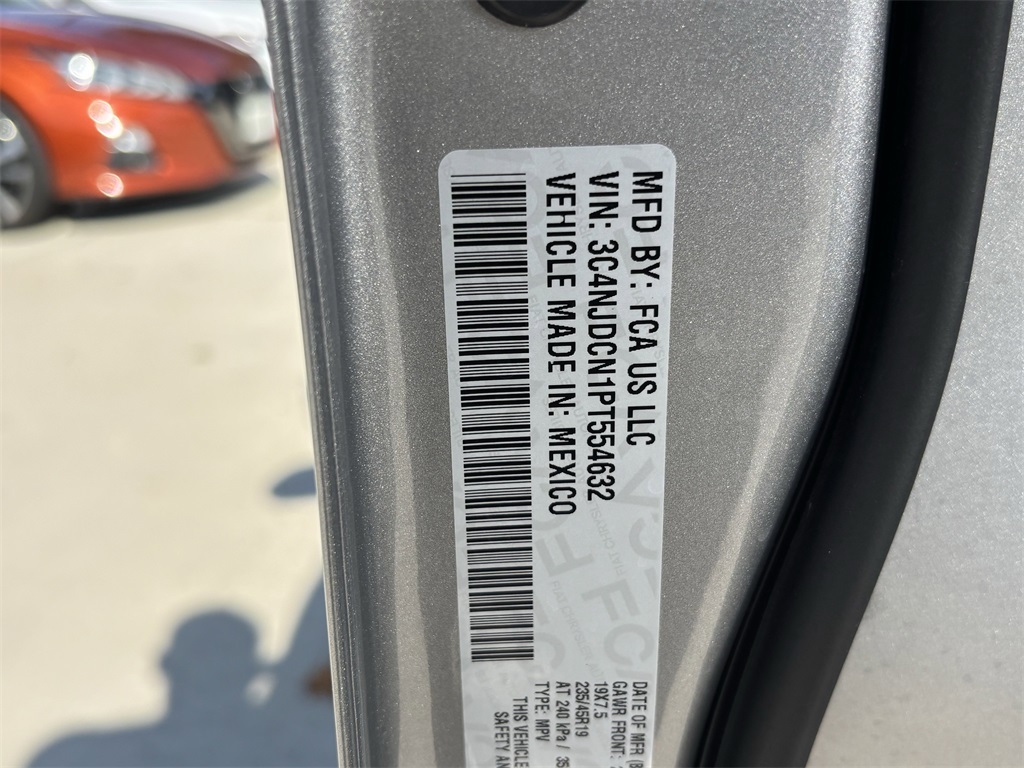 MFD BY: FCA US LLC
VIN: 3C4NJDCN1PT554632
VEHICLE MADE IN: MEXICO
DATE OF MFR
GAWR FRONT:
19X7.5
235/45R19
AT 240 kPa / 35
TYPE: MPV
THIS VEHICLE
SAFETY